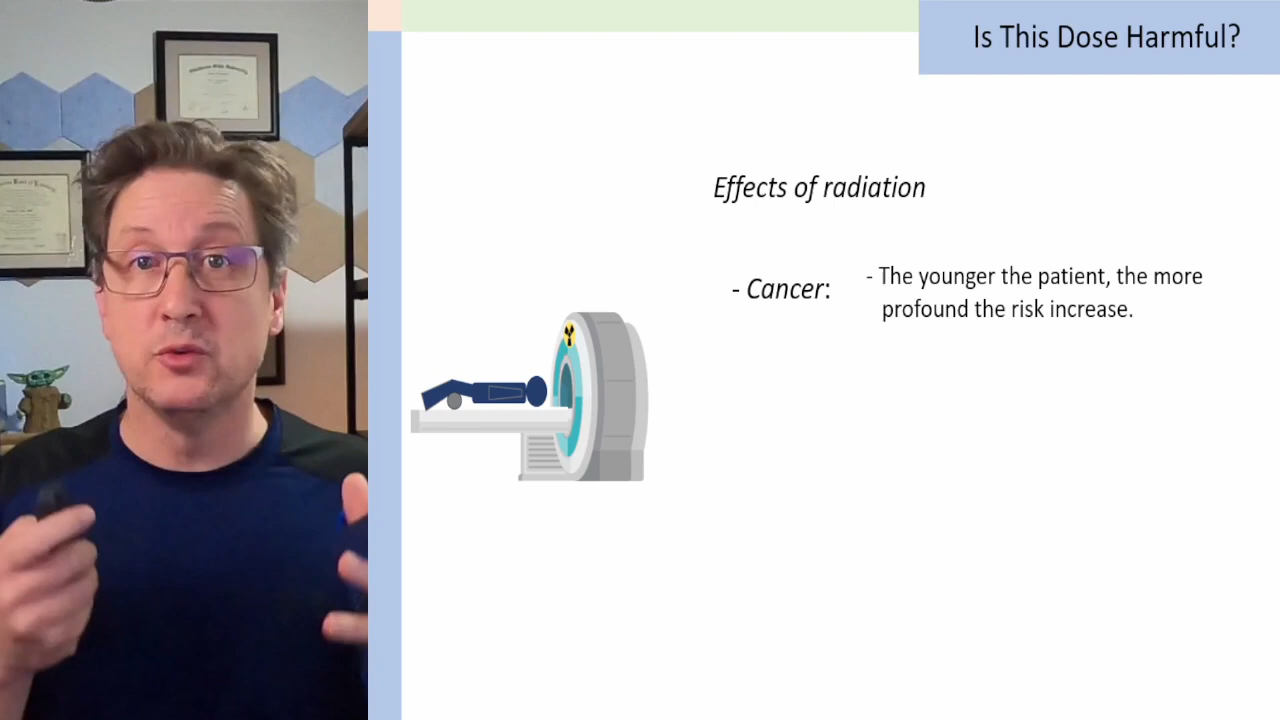 Is This Dose Harmful?
Effects of radiation
- Cancer:
- The younger the patient, the more
profound the risk increase.